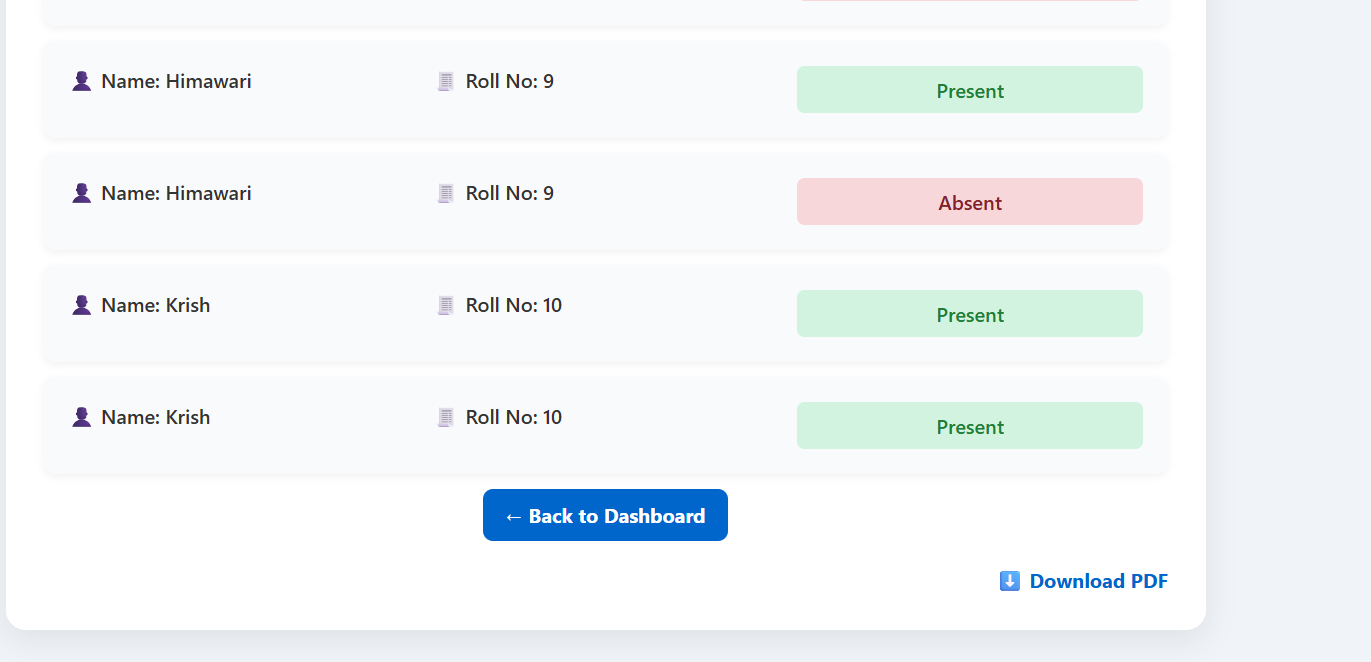 Name: Himawari Roll No: 9 Present
Name: Himawari Roll No: 9 Absent
Name: Krish Roll No: 10 Present
Name: Krish Roll No: 10 Present
← Back to Dashboard
Download PDF